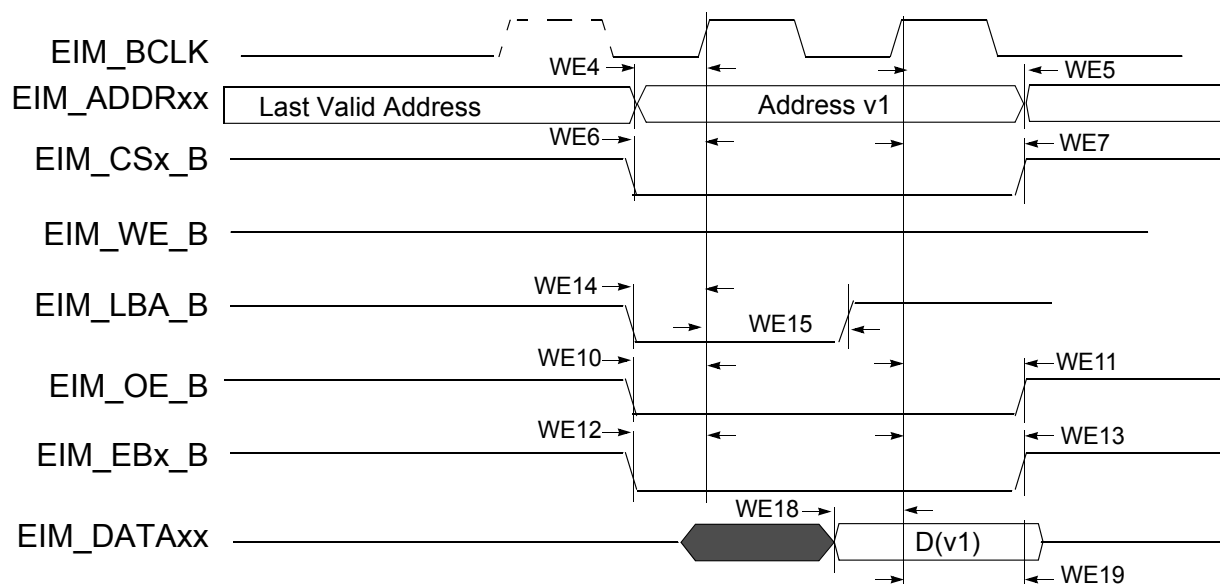 EIM_BCLK
WE4
WE5
EIM_ADDRxx
Last Valid Address
Address v1
WE6
WE7
EIM_CSx_B
EIM_WE_B
WE14
EIM_LBA_B
WE15
WE10
WE11
EIM_OE_B
WE12
WE13
EIM_EBx_B
WE18
EIM_DATAxx
D(v1)
WE19